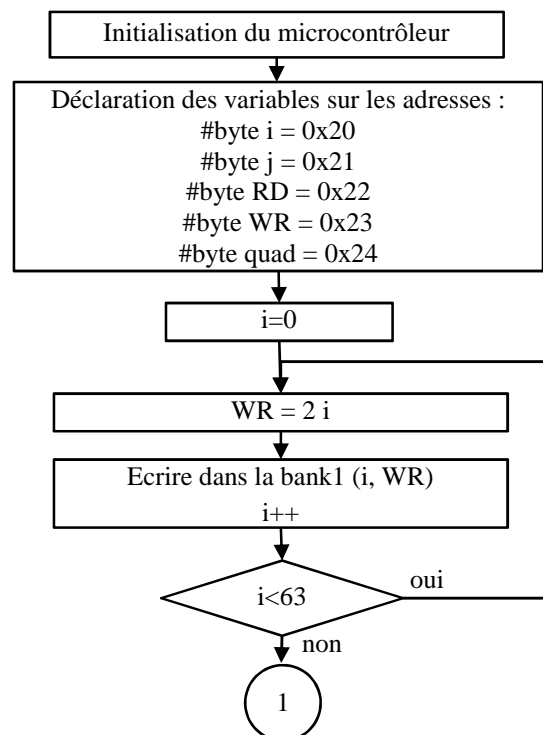 Initialisation du microcontrôleur
Déclaration des variables sur les adresses :
#byte i = 0x20
#byte j = 0x21
#byte RD = 0x22
#byte WR = 0x23
#byte quad = 0x24
i=0
WR = 2 i
Ecrire dans la bank1 (i, WR)
i++
i<63
oui
non
1